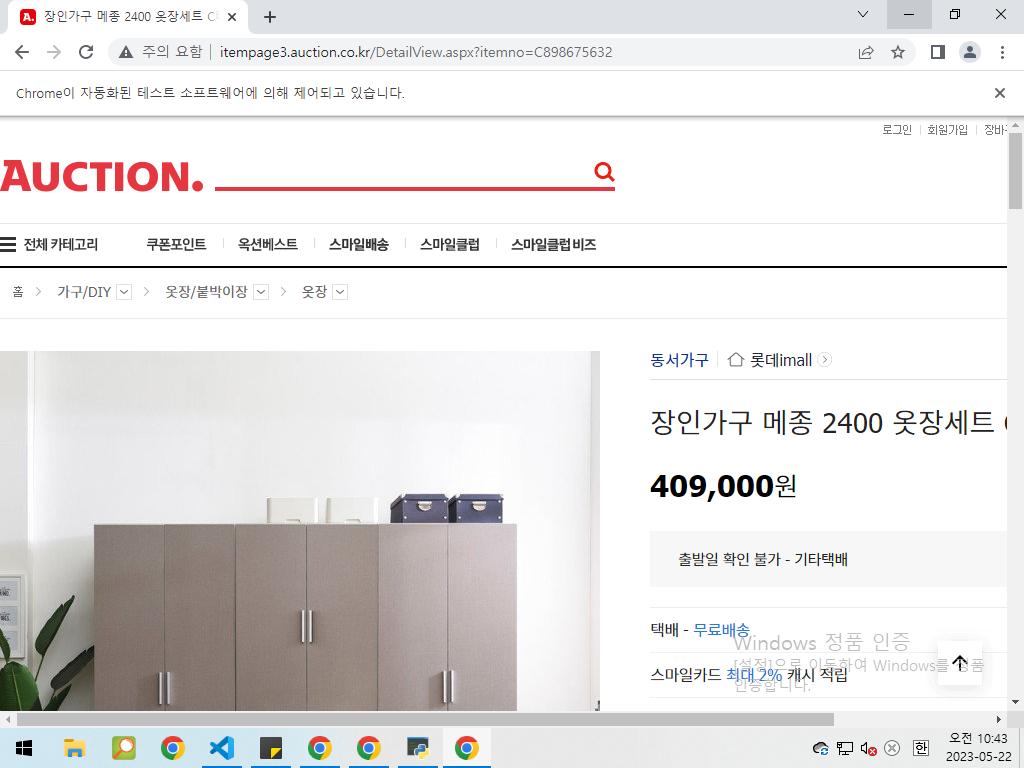 장인가구 메종 2400 옷장세트 C
주의 요함
itempage3.auction.co.kr/DetailView.aspx?itemno=C898675632
Chrome이 자동화된 테스트 소프트웨어에 의해 제어되고 있습니다.
로그인 회원가입 장바
AUCTION.
전체 카테고리 쿠폰포인트 옥션베스트 스마일배송 스마일클럽 스마일클럽 비즈
홈 > 가구/DIY > 옷장/붙박이장 > 옷장
동서가구 롯데imall
장인가구 메종 2400 옷장세트
409,000원
출발일 확인 불가 - 기타택배
택배 - 무료배송
Windows 정품 인증
[설정]으로 이동하여 Windows를 정품
인증합니다.
스마일카드 최대 2% 캐시 적립
한
오전 10:43
2023-05-22